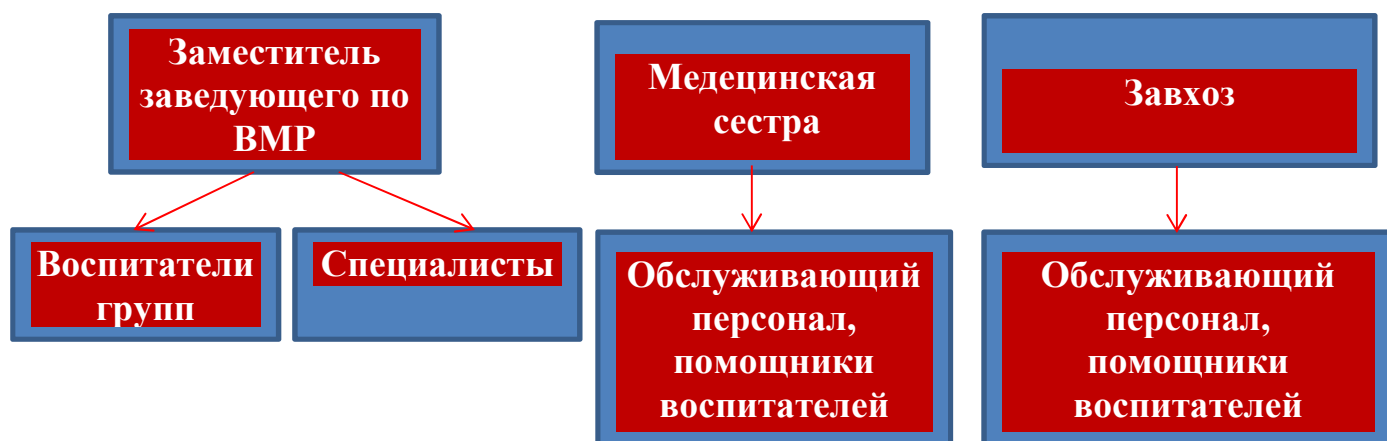 Заместитель
заведующего по
ВМР
Медецинская
сестра
Завхоз
Воспитатели
групп
Специалисты
Обслуживающий
персонал,
помощники
воспитателей
Обслуживающий
персонал,
помощники
воспитателей